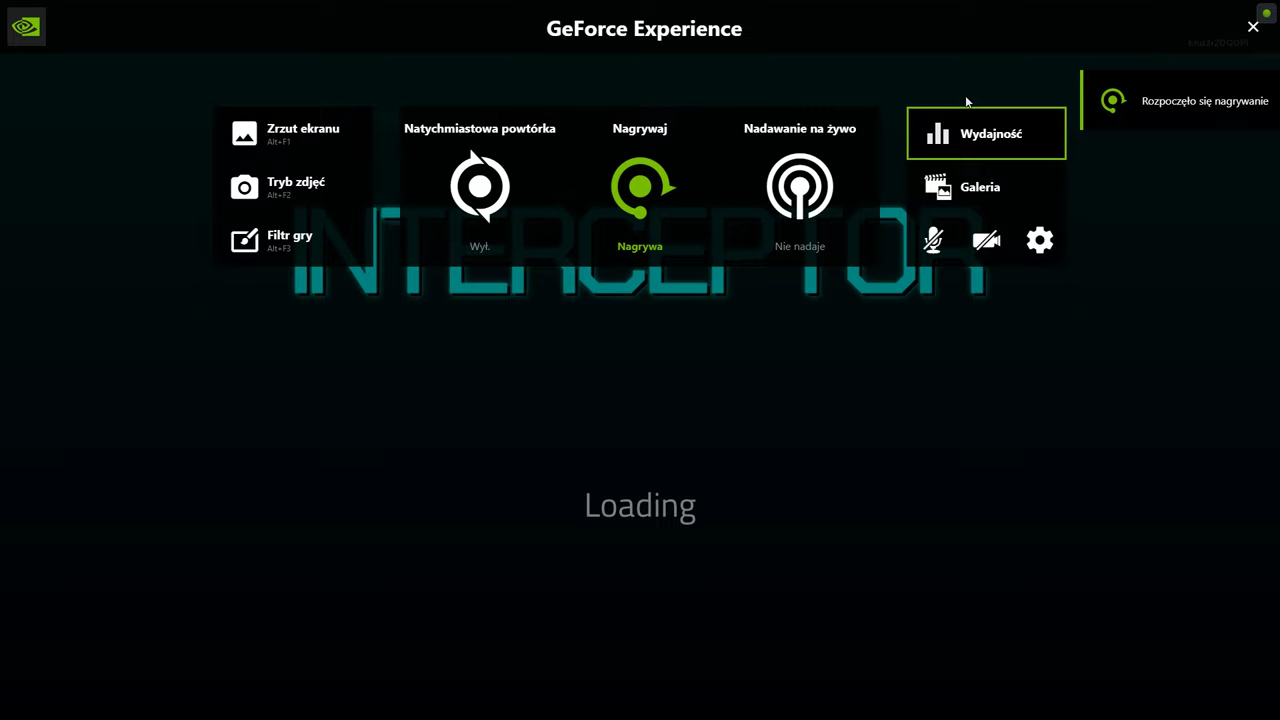 GeForce Experience
Rozpoczęło się nagrywanie
Zrzut ekranu
Alt+F1
Tryb zdjęć
Alt+F2
Filtr gry
Alt+F3
Natychmiastowa powtórka
Wył.
Nagrywaj
Nagrywa
Nadawanie na żywo
Nie nadaje
Wydajność
Galeria
INTERCEPTOR
Loading